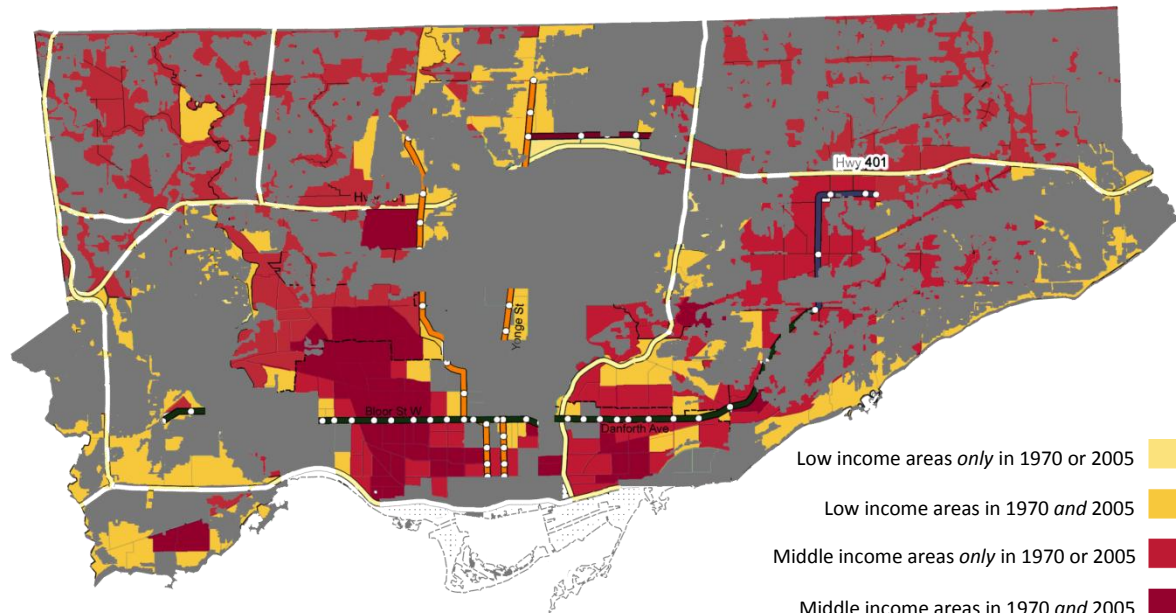 Hwy 401
Hw
Yonge St
Bloor St W
Danforth Ave
Low income areas only in 1970 or 2005
Low income areas in 1970 and 2005
Middle income areas only in 1970 or 2005
Middle income areas in 1970 and 2005